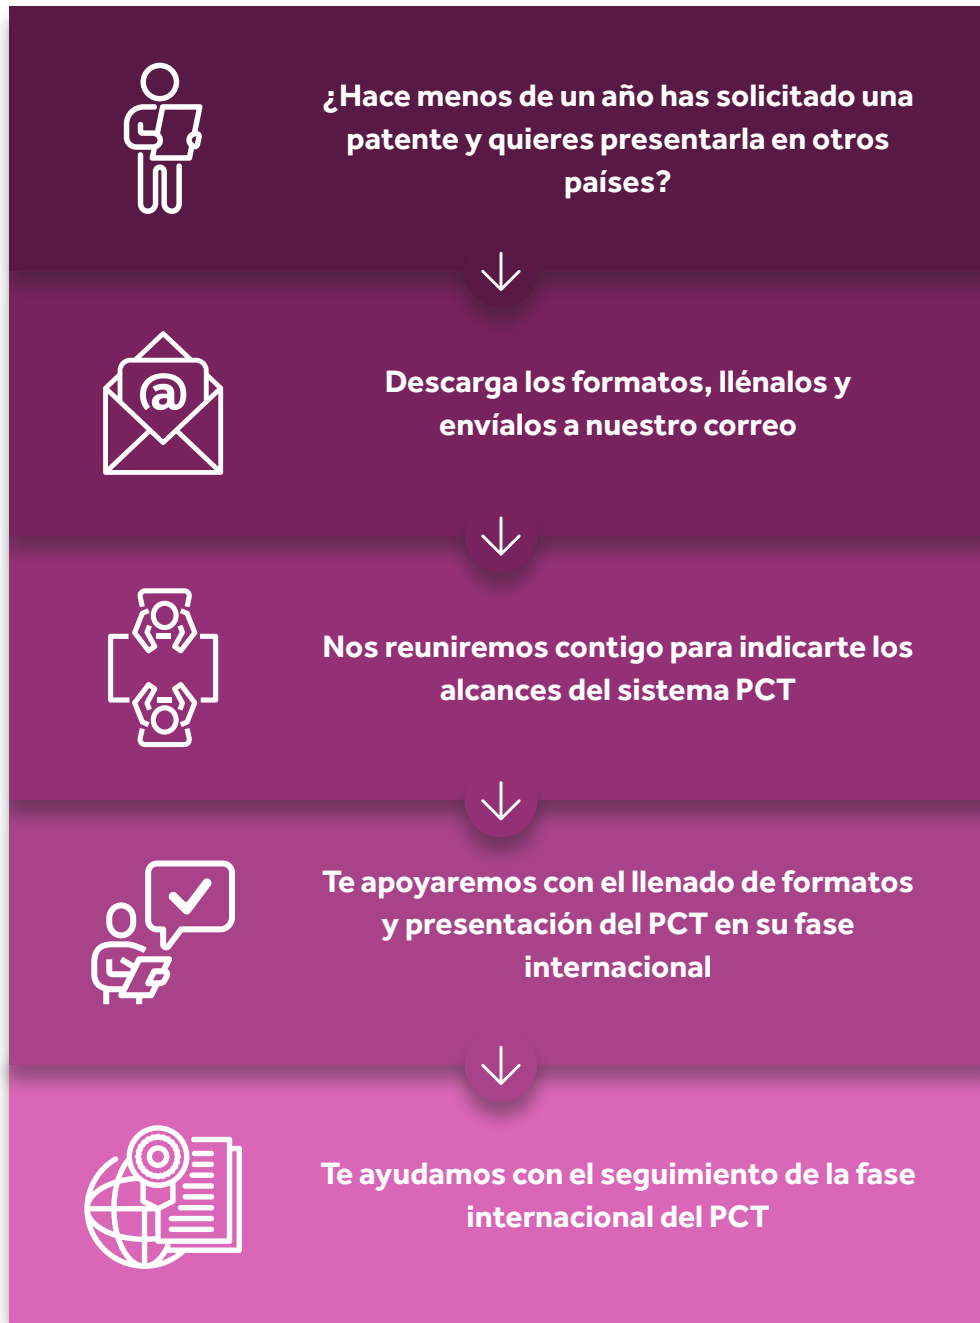 ¿Hace menos de un año has solicitado una
patente y quieres presentarla en otros
países?
@
Descarga los formatos, llénalos y
envíalos a nuestro correo
Nos reuniremos contigo para indicarte los
alcances del sistema PCT
Te apoyaremos con el llenado de formatos
y presentación del PCT en su fase
internacional
Te ayudamos con el seguimiento de la fase
internacional del PCT